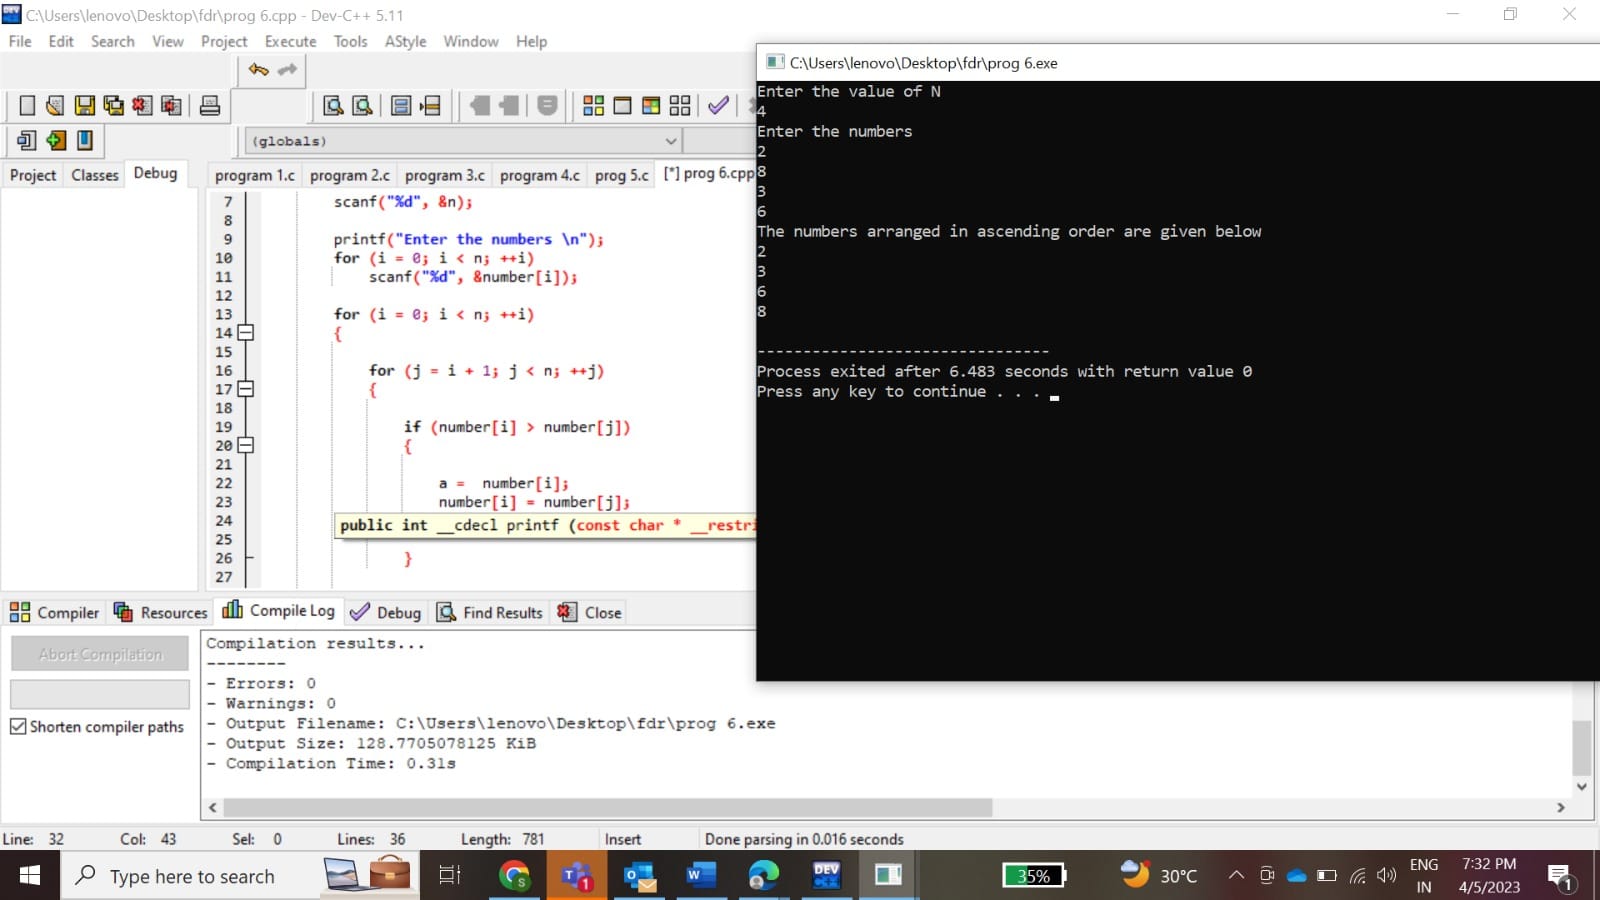 C:\Users\lenovo\Desktop\fdr\prog 6.cpp - Dev-C++ 5.11
File Edit Search View Project Execute Tools AStyle Window Help
(globals)
Project Classes Debug
program 1.c program 2.c program 3.c program 4.c prog 5.c [*] prog 6.cpp
7 scanf("%d", &n);
8
9 printf("Enter the numbers \n");
10 for (i = 0; i < n; ++i)
11 scanf("%d", &number[i]);
12
13 for (i = 0; i < n; ++i)
14 {
15
16 for (j = i + 1; j < n; ++j)
17 {
18
19 if (number[i] > number[j])
20 {
21
22 a =  number[i];
23 number[i] = number[j];
24
public int __cdecl printf (const char * __restri
25
26 }
27
C:\Users\lenovo\Desktop\fdr\prog 6.exe
Enter the value of N
4
Enter the numbers
2
8
3
6
The numbers arranged in ascending order are given below
2
3
6
8
--------------------------------
Process exited after 6.483 seconds with return value 0
Press any key to continue . . .
Compiler Resources Compile Log Debug Find Results Close
Abort Compilation
Shorten compiler paths
Compilation results...
--------
- Errors: 0
- Warnings: 0
- Output Filename: C:\Users\lenovo\Desktop\fdr\prog 6.exe
- Output Size: 128.7705078125 KiB
- Compilation Time: 0.31s
Line: 32 Col: 43 Sel: 0 Lines: 36 Length: 781 Insert Done parsing in 0.016 seconds
Type here to search
S
T 1
W
DEV
35%
30°C
ENG
IN
7:32 PM
4/5/2023
1